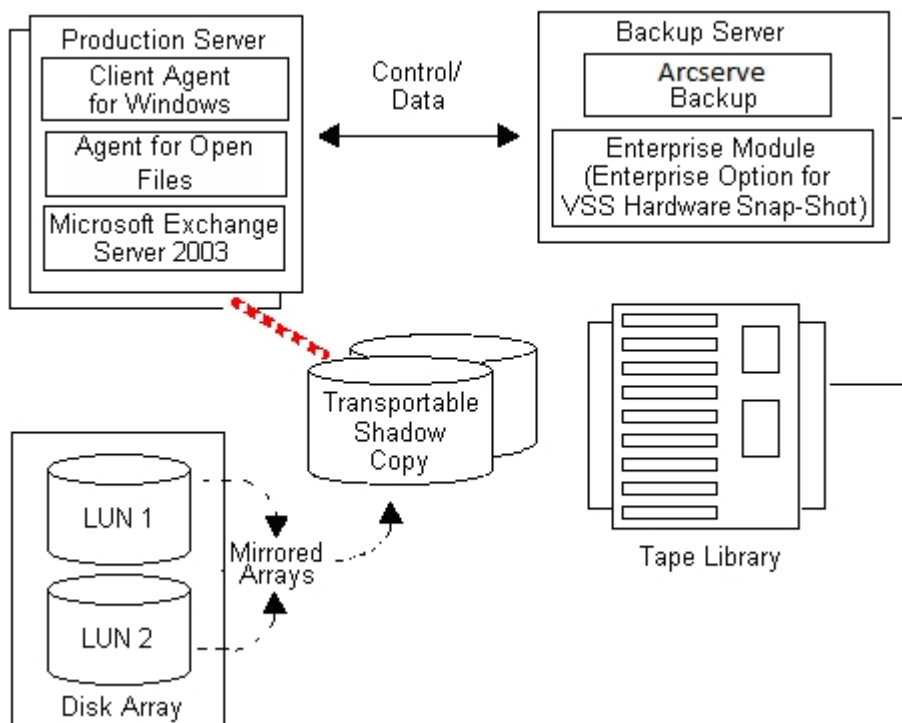 Production Server
Client Agent
for Windows
Agent for Open
Files
Microsoft Exchange
Server 2003
Control/
Data
Backup Server
Arcserve
Backup
Enterprise Module
(Enterprise Option for
VSS Hardware Snap-Shot)
Transportable
Shadow
Copy
LUN 1
Mirrored
Arrays
LUN 2
Disk Array
Tape Library